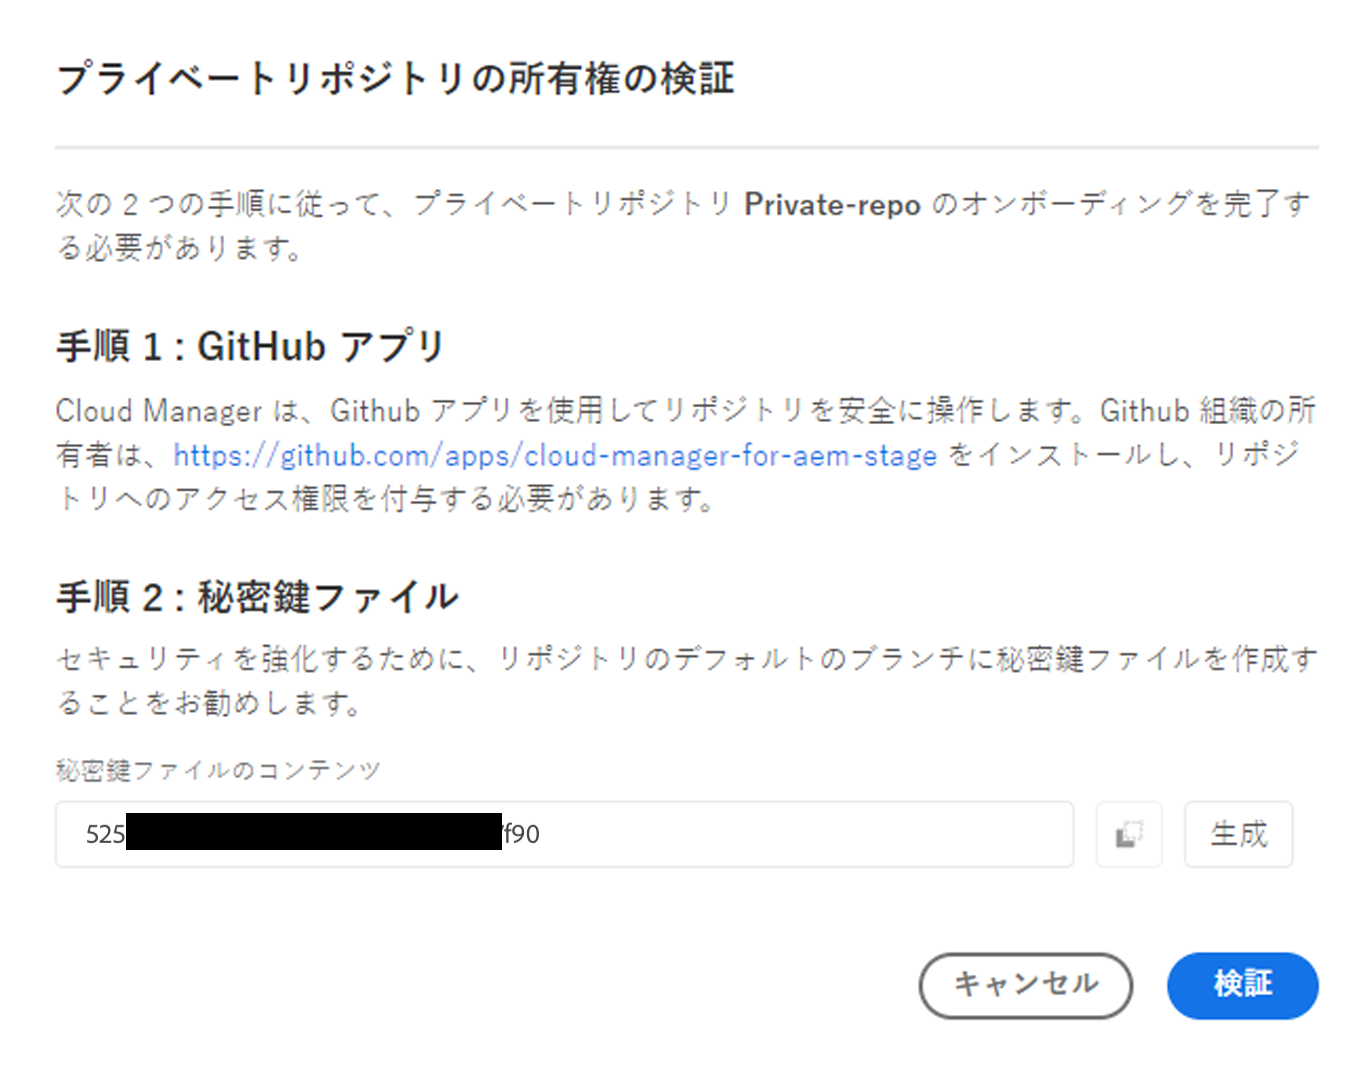 プライベートリポジトリの所有権の検証
次の 2 つの手順に従って、プライベートリポジトリ Private-repo のオンボーディングを完了す
る必要があります。
手順 1 : GitHub アプリ
Cloud Manager は、Github アプリを使用してリポジトリを安全に操作します。Github 組織の所
有者は、https://github.com/apps/cloud-manager-for-aem-stage をインストールし、リポジ
トリへのアクセス権限を付与する必要があります。
手順 2 : 秘密鍵ファイル
セキュリティを強化するために、リポジトリのデフォルトのブランチに秘密鍵ファイルを作成す
ることをお勧めします。
秘密鍵ファイルのコンテンツ
525 f90
生成
キャンセル
検証